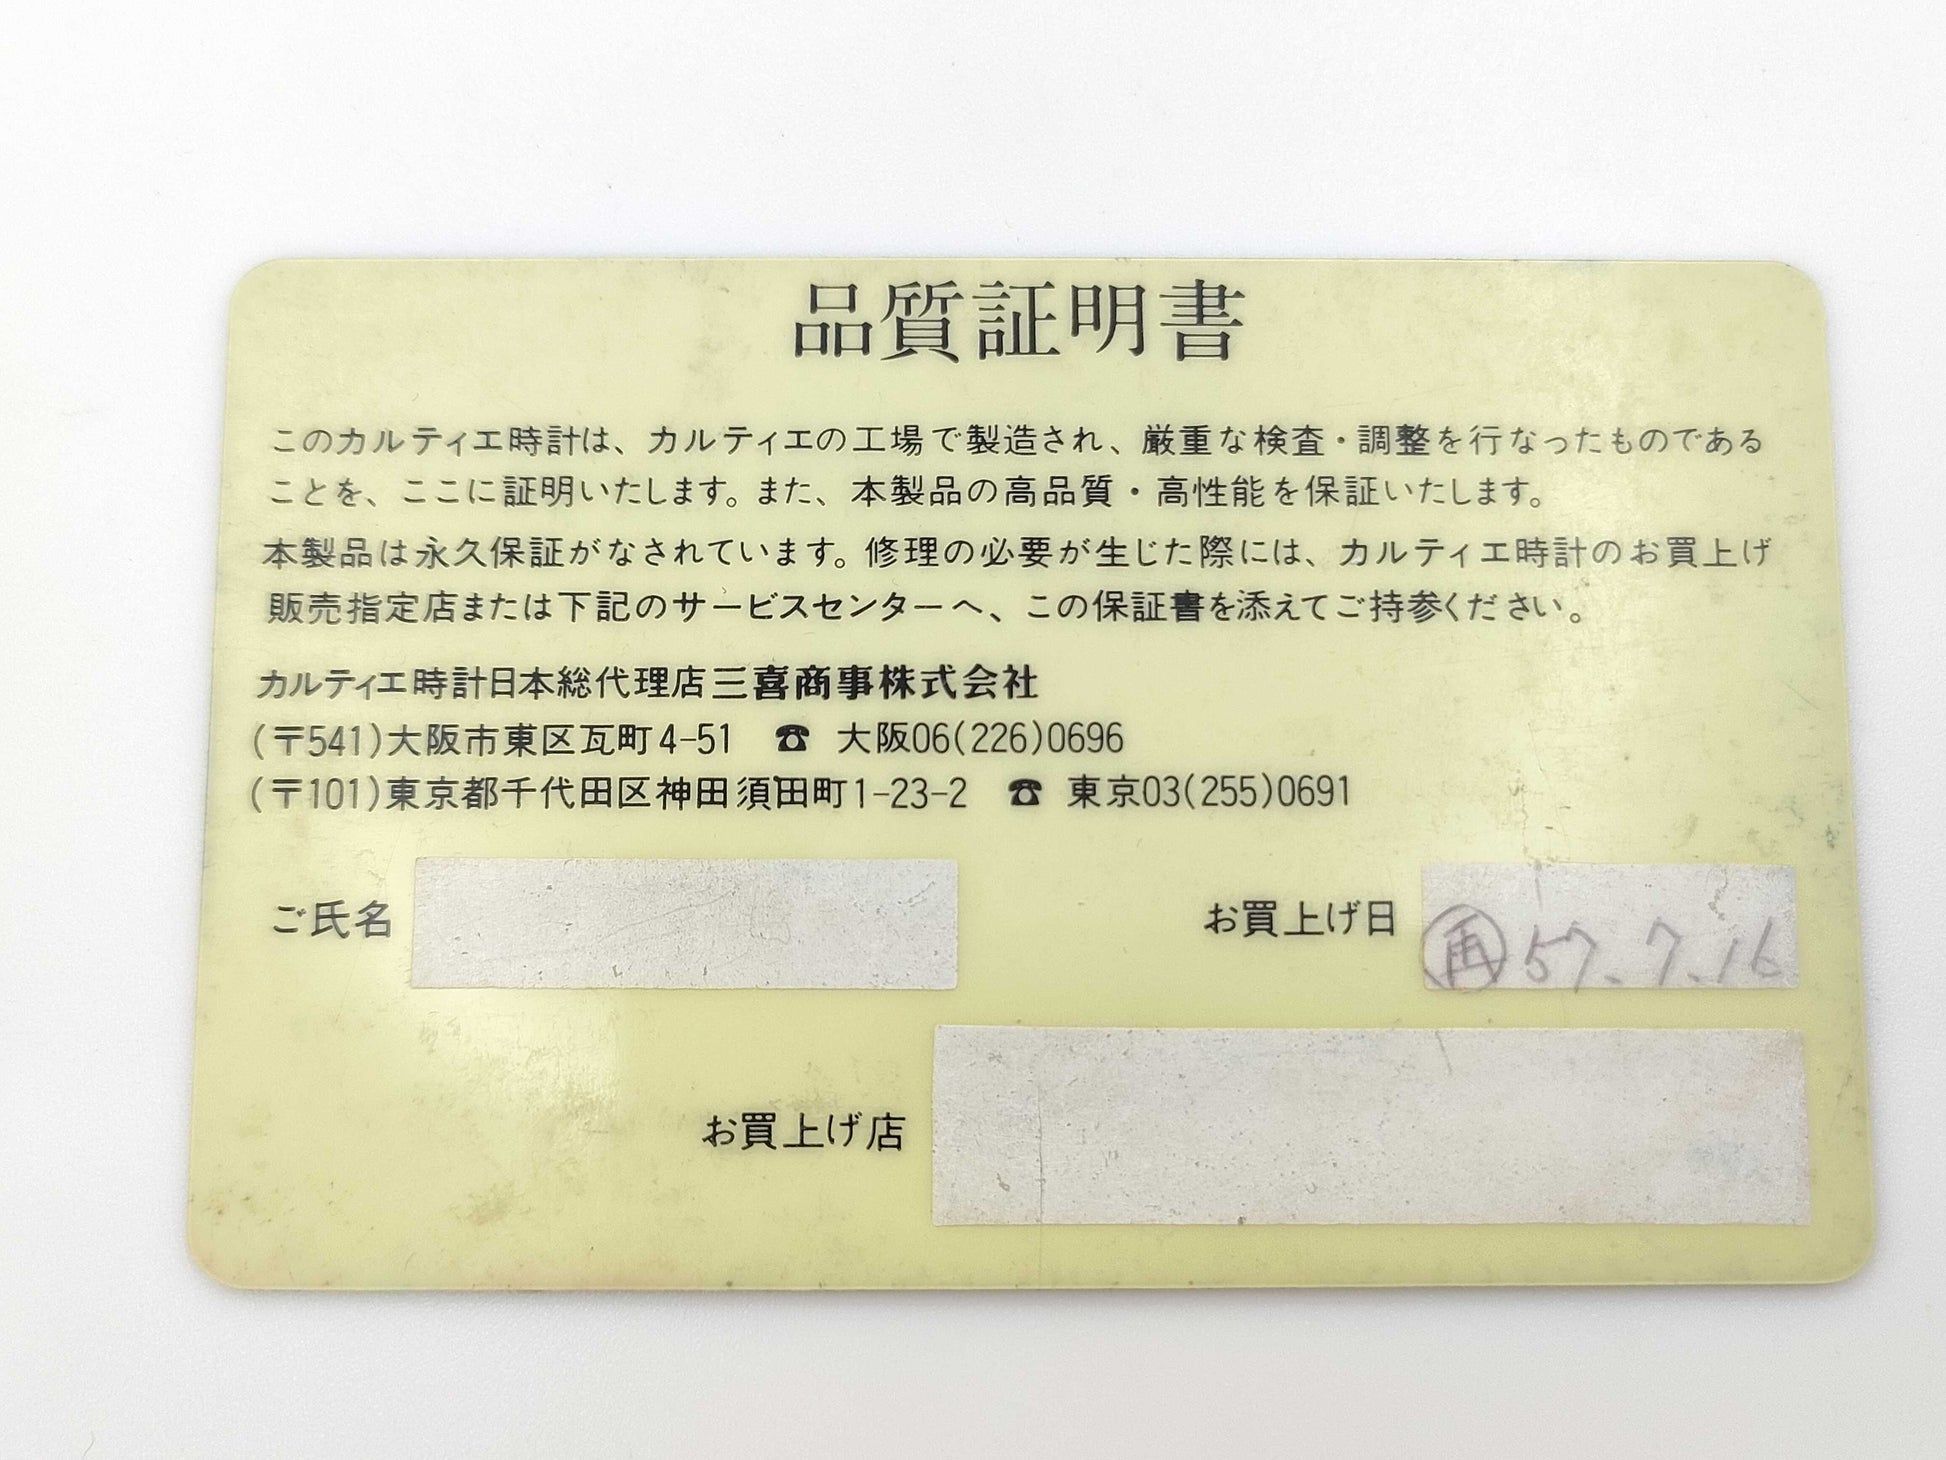 品質証明書
このカルティエ時計は、カルティエの工場で製造され、厳重な検査・調整を行なったものである
ことを、ここに証明いたします。また、本製品の高品質・高性能を保証いたします。
本製品は永久保証がなされています。修理の必要が生じた際には、カルティエ時計のお買上げ
販売指定店または下記のサービスセンターへ、この保証書を添えてご持参ください。
カルティエ時計日本総代理店三喜商事株式会社
(〒541)大阪市東区瓦町4-51 ☎ 大阪06(226)0696
(〒101)東京都千代田区神田須田町1-23-2 ☎ 東京03(255)0691
ご氏名 お買上げ日 ㊢再 57.7.16
お買上げ店